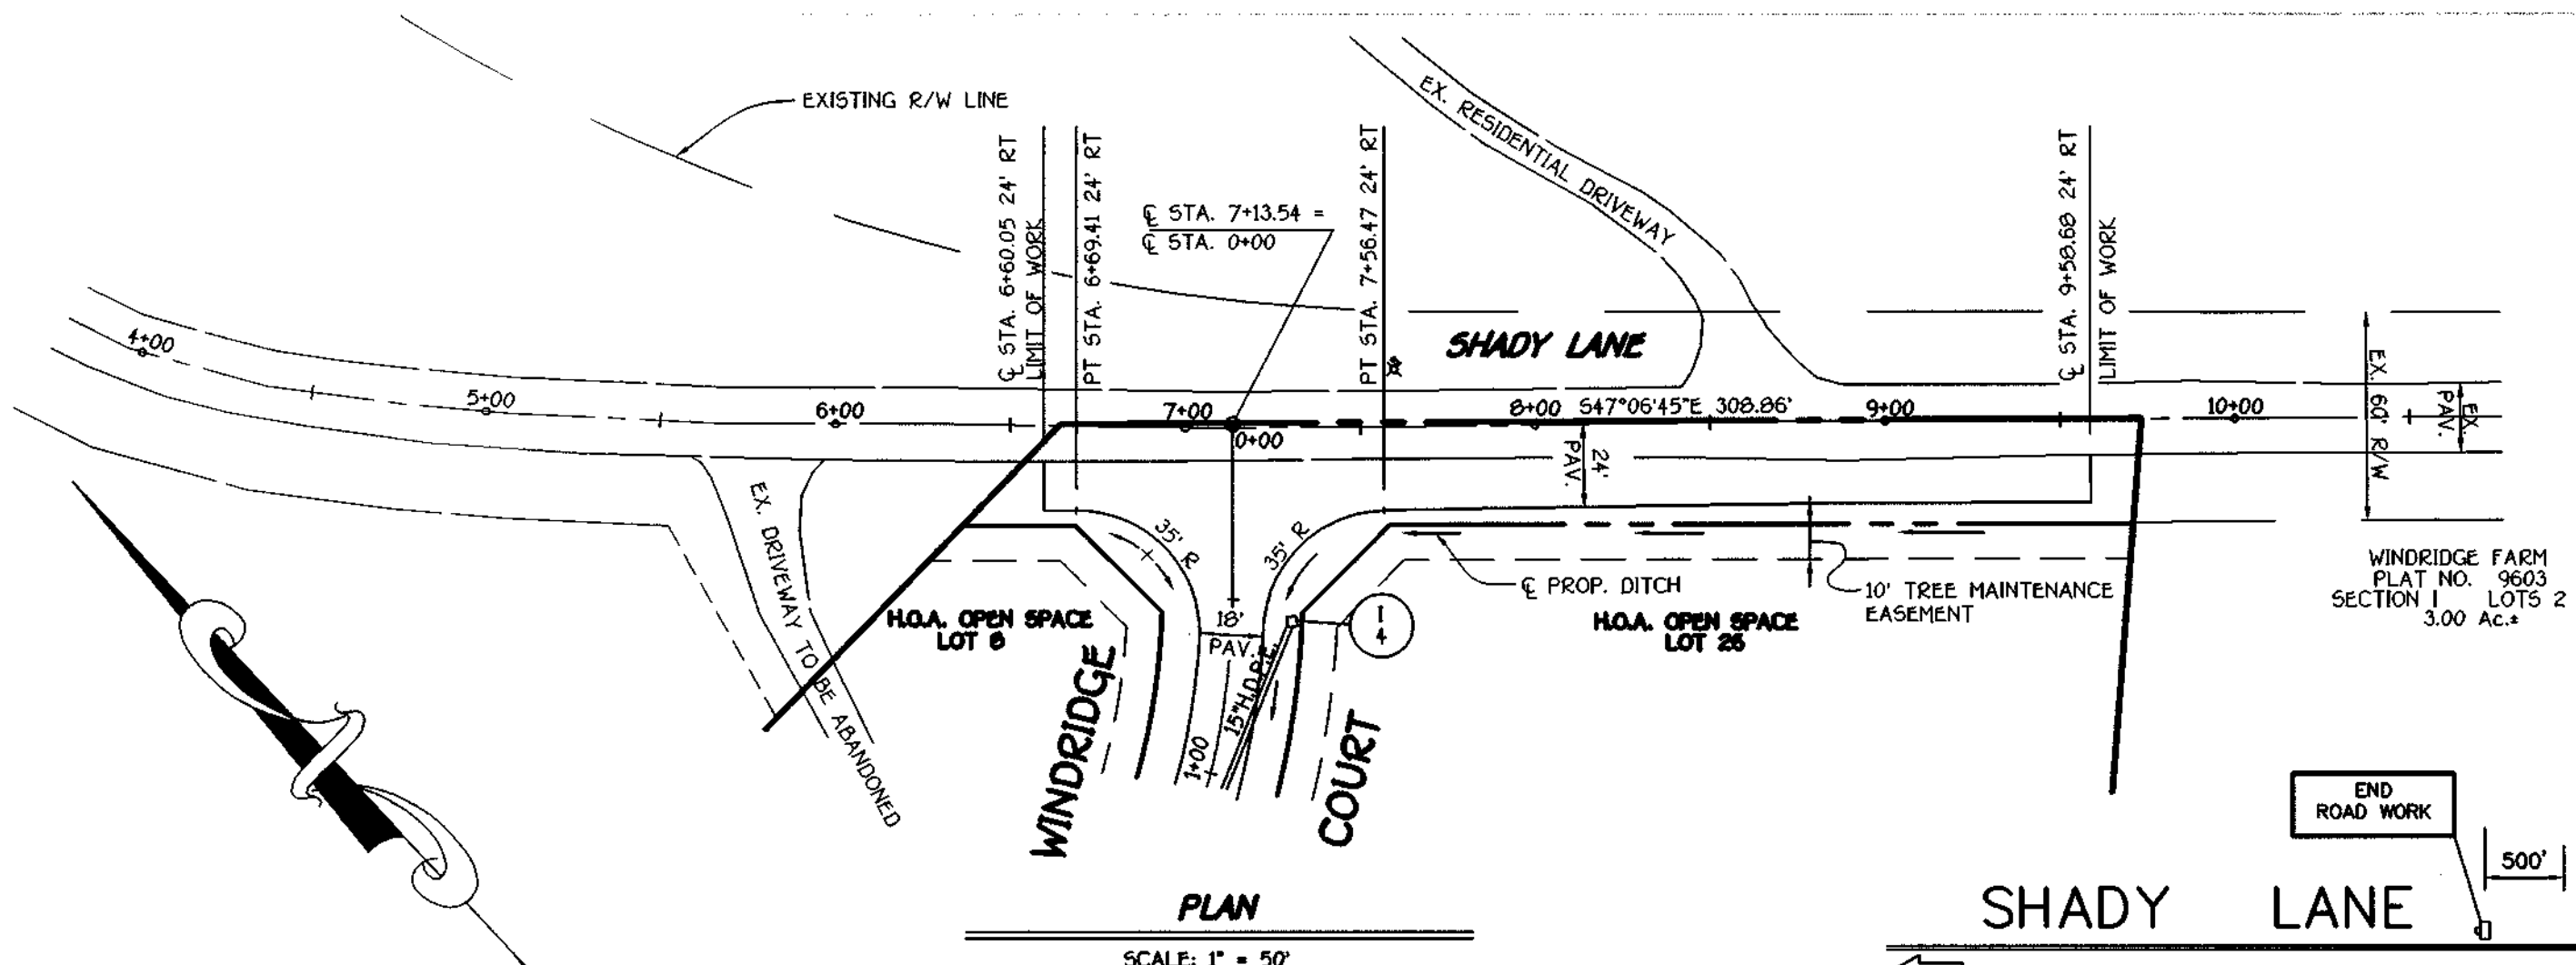 EXISTING R/W LINE
℄ STA. 6+60.05 24' RT
LIMIT OF WORK
PT STA. 6+69.41 24' RT
℄ STA. 7+13.54 =
℄ STA. 0+00
PT STA. 7+56.47 24' RT
EX. RESIDENTIAL DRIVEWAY
℄ STA. 9+58.68 24' RT
LIMIT OF WORK
SHADY LANE
4+00
5+00
6+00
7+00
0+00
8+00
S47°06'45"E 308.86'
9+00
10+00
EX. 60' R/W
EX.
PAV.
24'
PAV.
EX. DRIVEWAY TO BE ABANDONED
35' R
35' R
℄ PROP. DITCH
10' TREE MAINTENANCE
EASEMENT
H.O.A. OPEN SPACE
LOT
H.O.A. OPEN SPACE
LOT 26
18'
PAV.
15" H.D.P.E.
I
4
1+00
WINDRIDGE
COURT
WINDRIDGE FARM
PLAT NO. 9603
SECTION I LOTS 2
3.00 Ac.±
END
ROAD WORK
500'
PLAN
SCALE: 1" = 50'
SHADY LANE